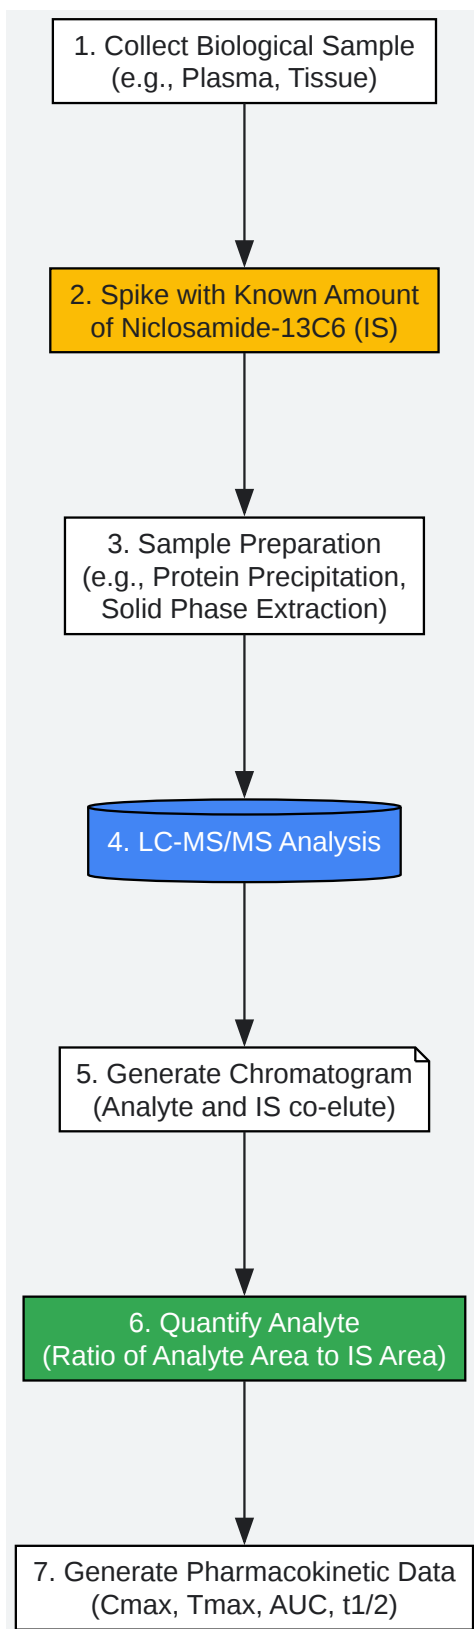 1. Collect Biological Sample
(e.g., Plasma, Tissue)
2. Spike with Known Amount
of Niclosamide-13C6 (IS)
3. Sample Preparation
(e.g., Protein Precipitation,
Solid Phase Extraction)
4. LC-MS/MS Analysis
5. Generate Chromatogram
(Analyte and IS co-elute)
6. Quantify Analyte
(Ratio of Analyte Area to IS Area)
7. Generate Pharmacokinetic Data
(Cmax, Tmax, AUC, t1/2)